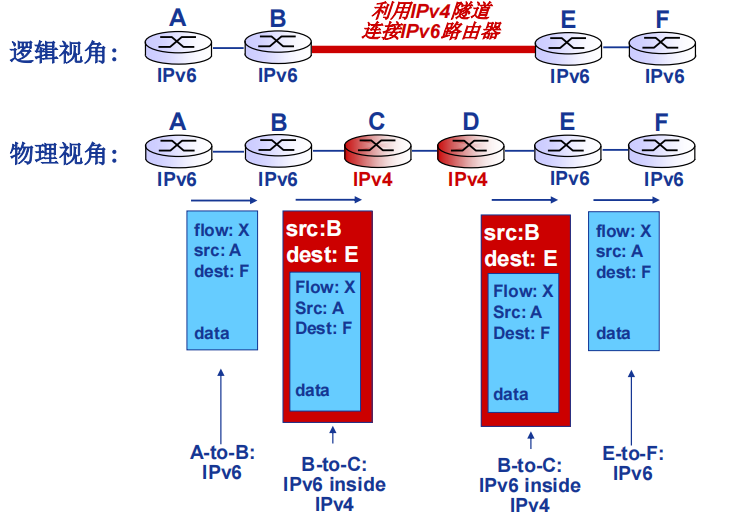 利用IPv4隧道
连接IPv6路由器
A B E F
逻辑视角:
IPv6 IPv6 IPv6 IPv6
A B C D E F
物理视角:
IPv6 IPv6 IPv4 IPv4 IPv6 IPv6
flow: X
src: A
dest: F
data
src:B
dest: E
Flow: X
Src: A
Dest: F
data
src:B
dest: E
Flow: X
Src: A
Dest: F
data
flow: X
src: A
dest: F
data
A-to-B:
IPv6
B-to-C:
IPv6 inside
IPv4
B-to-C:
IPv6 inside
IPv4
E-to-F:
IPv6